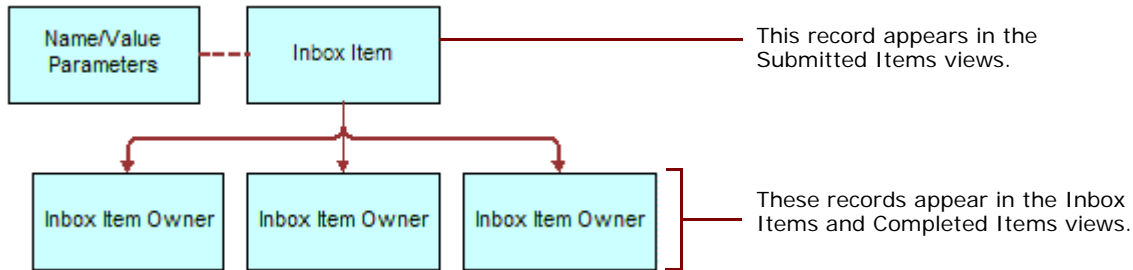 Name/Value
Parameters
Inbox Item
This record appears in the
Submitted Items views.
Inbox Item Owner
Inbox Item Owner
Inbox Item Owner
These records appear in the Inbox
Items and Completed Items views.